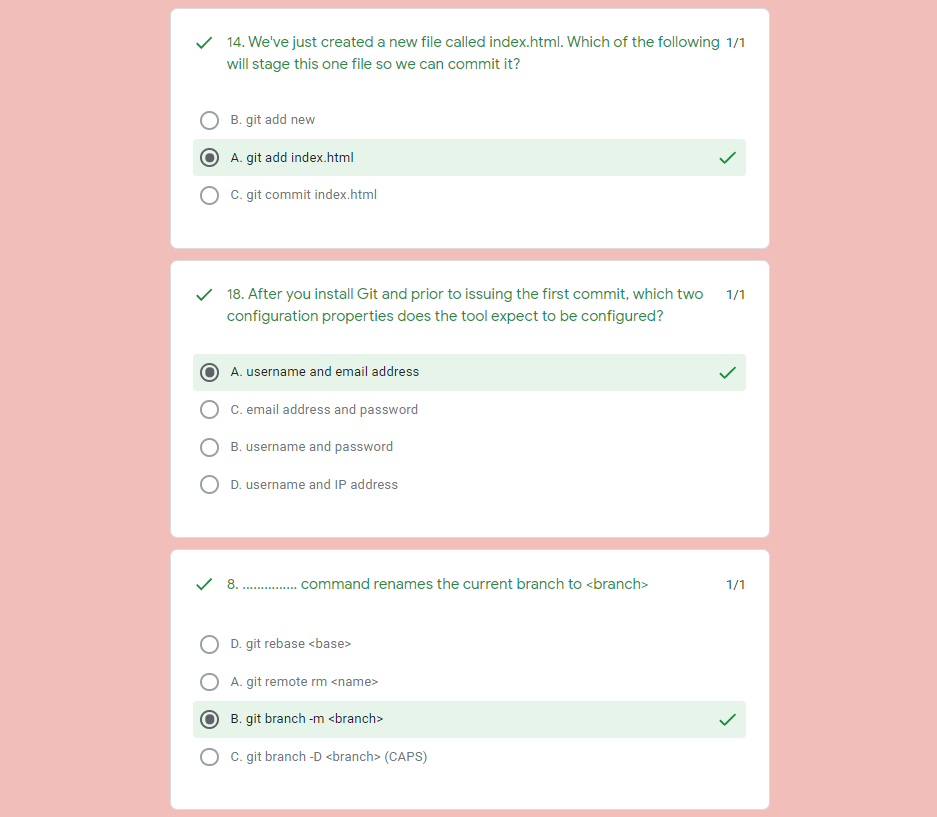 14. We've just created a new file called index.html. Which of the following 1/1
will stage this one file so we can commit it?
B. git add new
A. git add index.html
C. git commit index.html
18. After you install Git and prior to issuing the first commit, which two 1/1
configuration properties does the tool expect to be configured?
A. username and email address
C. email address and password
B. username and password
D. username and IP address
8. ............... command renames the current branch to <branch> 1/1
D. git rebase <base>
A. git remote rm <name>
B. git branch -m <branch>
C. git branch -D <branch> (CAPS)